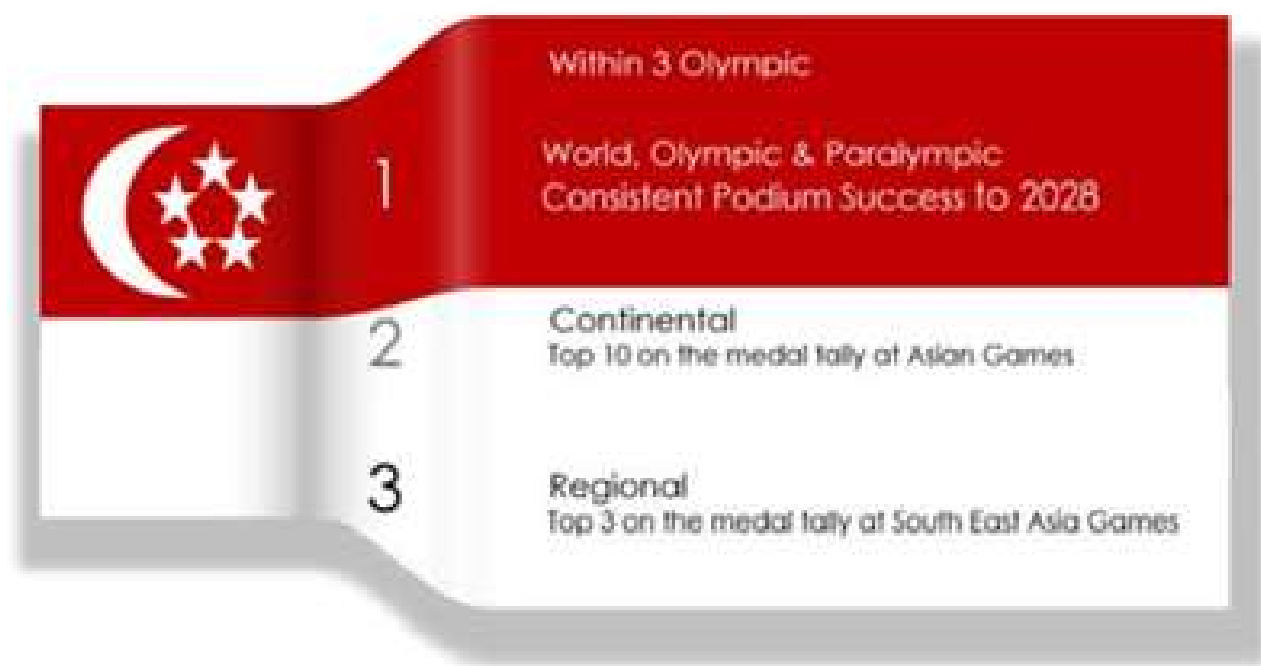 Within 3 Olympic
1
World, Olympic & Paralympic
Consistent Podium Success to 2028
2
Continental
Top 10 on the medal tally at Asian Games
3
Regional
Top 3 on the medal tally at South East Asia Games